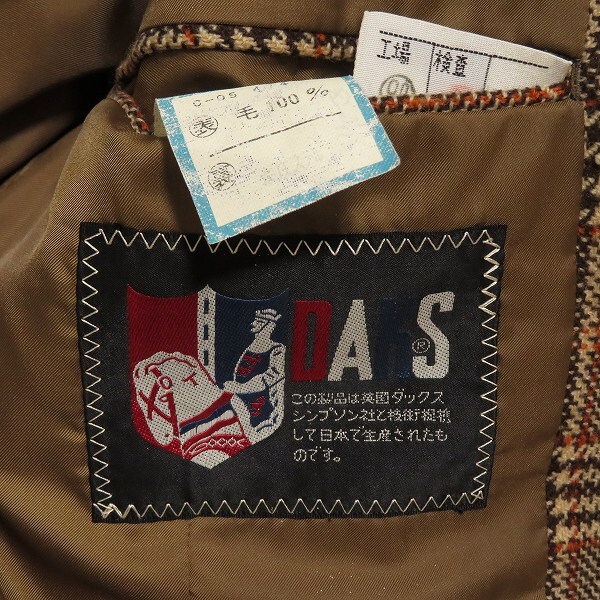 工場 検査
C-05
表 毛 100%
裏
DAKS®
この製品は英国ダックス
シンプソン社と技術提携
して日本で生産されたも
のです。